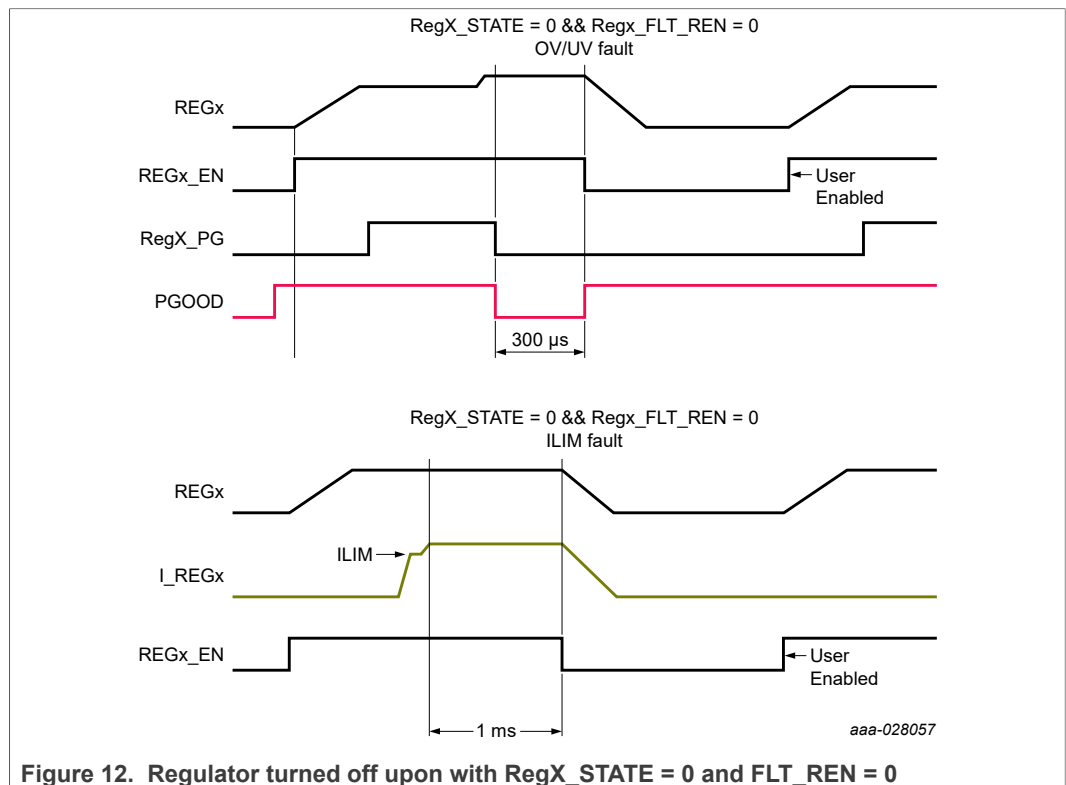 RegX_STATE = 0 && Regx_FLT_REN = 0
OV/UV fault
REGx
REGx_EN
User
Enabled
RegX_PG
PGOOD
300 µs
RegX_STATE = 0 && Regx_FLT_REN = 0
ILIM fault
REGx
ILIM
I_REGx
REGx_EN
User
Enabled
1 ms
aaa-028057
Figure 12. Regulator turned off upon with RegX_STATE = 0 and FLT_REN = 0